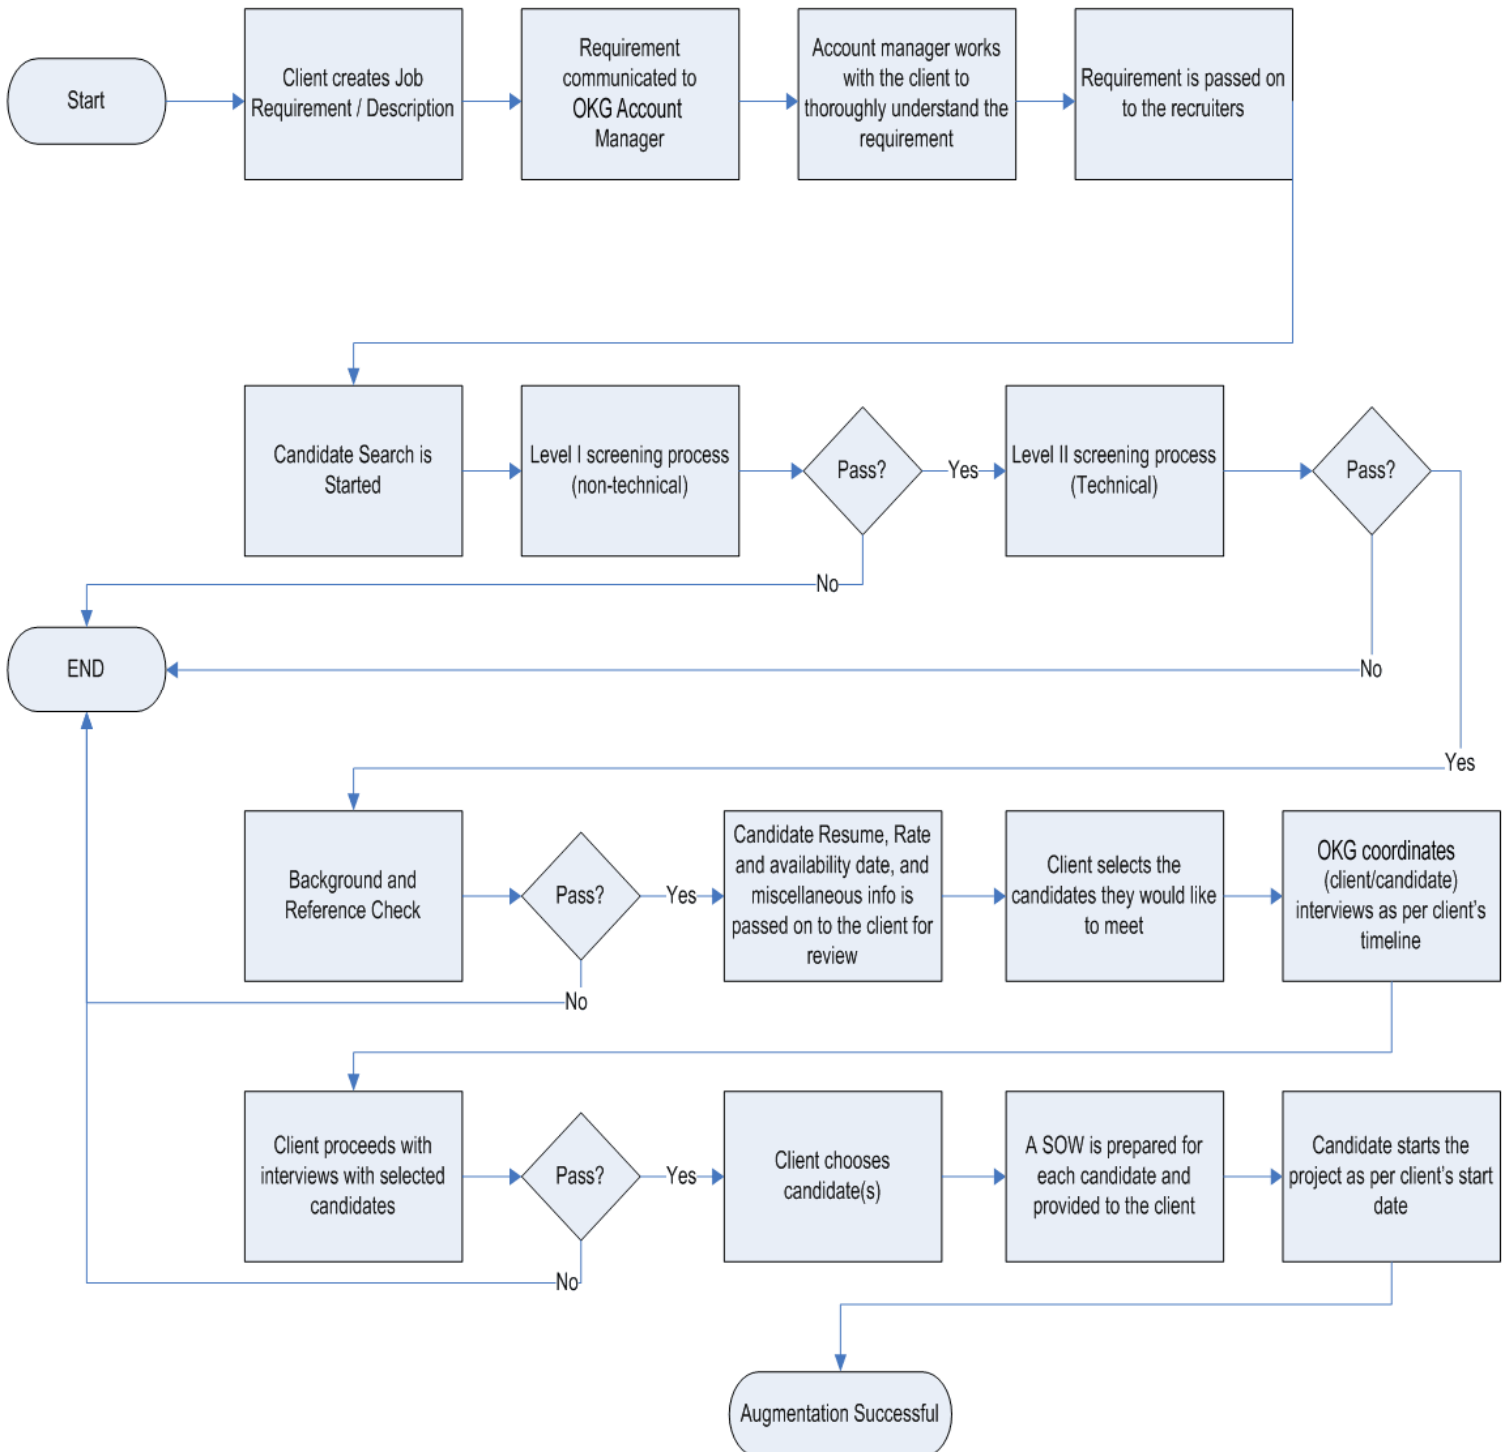 Start
Client creates Job
Requirement / Description
Requirement
communicated to
OKG Account
Manager
Account manager works
with the client to
thoroughly understand the
requirement
Requirement is passed on
to the recruiters
Candidate Search is
Started
Level I screening process
(non-technical)
Pass?
Yes
Level II screening process
(Technical)
Pass?
No
END
No
Yes
Background and
Reference Check
Pass?
Yes
Candidate Resume, Rate
and availability date, and
miscellaneous info is
passed on to the client for
review
Client selects the
candidates they would like
to meet
OKG coordinates
(client/candidate)
interviews as per client’s
timeline
No
Client proceeds with
interviews with selected
candidates
Pass?
Yes
Client chooses
candidate(s)
A SOW is prepared for
each candidate and
provided to the client
Candidate starts the
project as per client’s start
date
No
Augmentation Successful